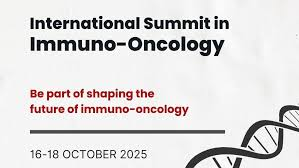 International Summit in
Immuno-Oncology
Be part of shaping the
future of immuno-oncology
16-18 OCTOBER 2025